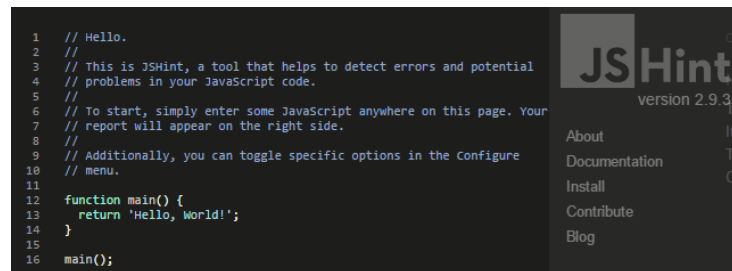 1 // Hello.
2 //
3 // This is JSHint, a tool that helps to detect errors and potential
4 // problems in your JavaScript code.
5 //
6 // To start, simply enter some JavaScript anywhere on this page. Your
7 // report will appear on the right side.
8 //
9 // Additionally, you can toggle specific options in the Configure
10 // menu.
11
12 function main() {
13   return 'Hello, World!';
14 }
15
16 main();
JSHint
version 2.9.3
About
Documentation
Install
Contribute
Blog